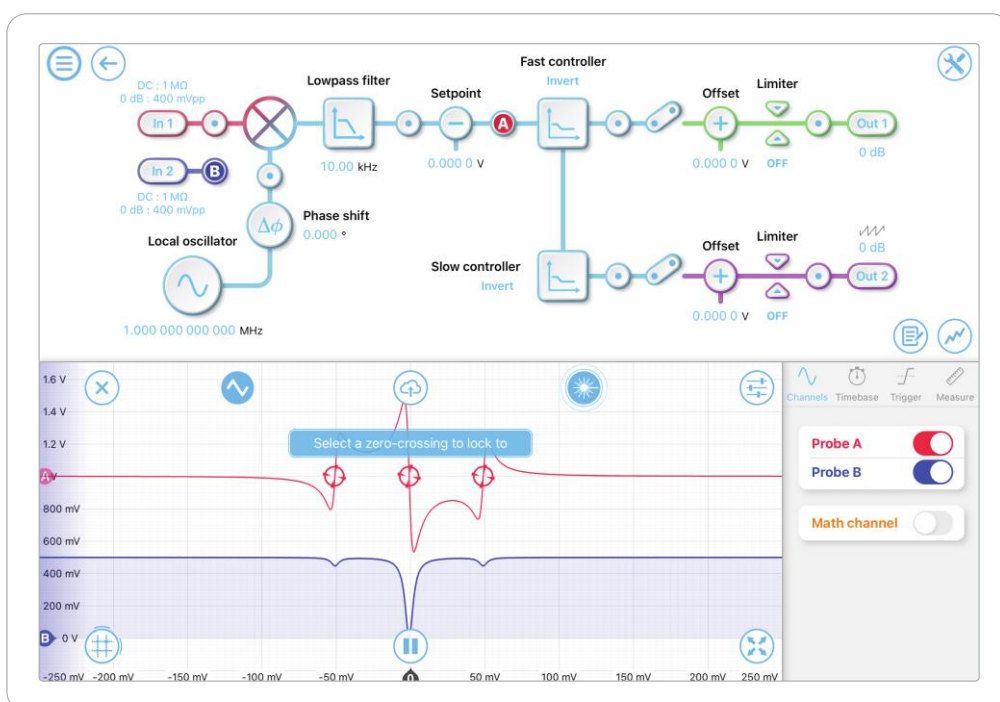 Fast controller
Invert
DC : 1 MΩ
0 dB : 400 mVpp
Lowpass filter
Setpoint
Offset
Limiter
In 1
A
Out 1
10.00 kHz
0.000 0 V
0.000 0 V
OFF
0 dB
In 2
B
DC : 1 MΩ
0 dB : 400 mVpp
Phase shift
0.000 °
Δϕ
Local oscillator
Slow controller
Invert
Offset
Limiter
0 dB
Out 2
0.000 0 V
OFF
1.000 000 000 000 MHz
1.6 V
1.4 V
1.2 V
A
V
800 mV
600 mV
400 mV
200 mV
B
0 V
Select a zero-crossing to lock to
-250 mV -200 mV -150 mV -100 mV -50 mV 0 50 mV 100 mV 150 mV 200 mV 250 mV
Channels Timebase Trigger Measure
Probe A
Probe B
Math channel